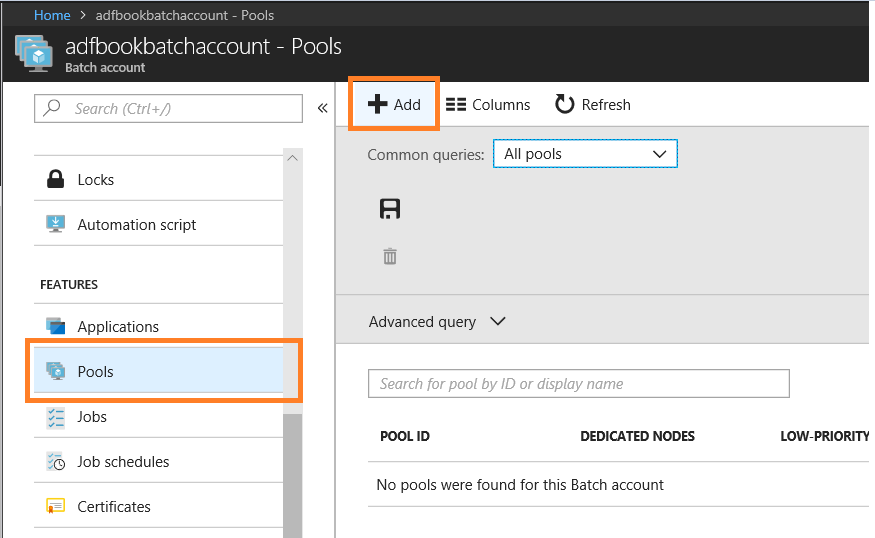 Home > adfbookbatchaccount - Pools
adfbookbatchaccount - Pools
Batch account
Search (Ctrl+/)
«
Add
Columns
Refresh
Common queries: All pools
Locks
Automation script
FEATURES
Applications
Pools
Jobs
Job schedules
Certificates
Advanced query
Search for pool by ID or display name
POOL ID DEDICATED NODES LOW-PRIORITY
No pools were found for this Batch account